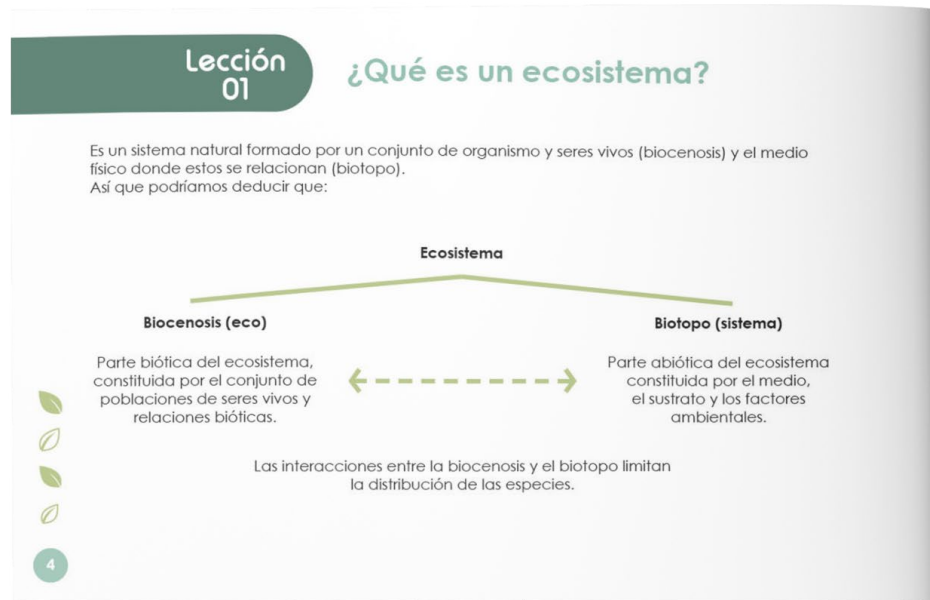 Lección
01
¿Qué es un ecosistema?
Es un sistema natural formado por un conjunto de organismo y seres vivos (biocenosis) y el medio
físico donde estos se relacionan (biotopo).
Así que podríamos deducir que:
Ecosistema
Biocenosis (eco)
Parte biótica del ecosistema,
constituida por el conjunto de
poblaciones de seres vivos y
relaciones bióticas.
Biotopo (sistema)
Parte abiótica del ecosistema
constituida por el medio,
el sustrato y los factores
ambientales.
Las interacciones entre la biocenosis y el biotopo limitan
la distribución de las especies.
4